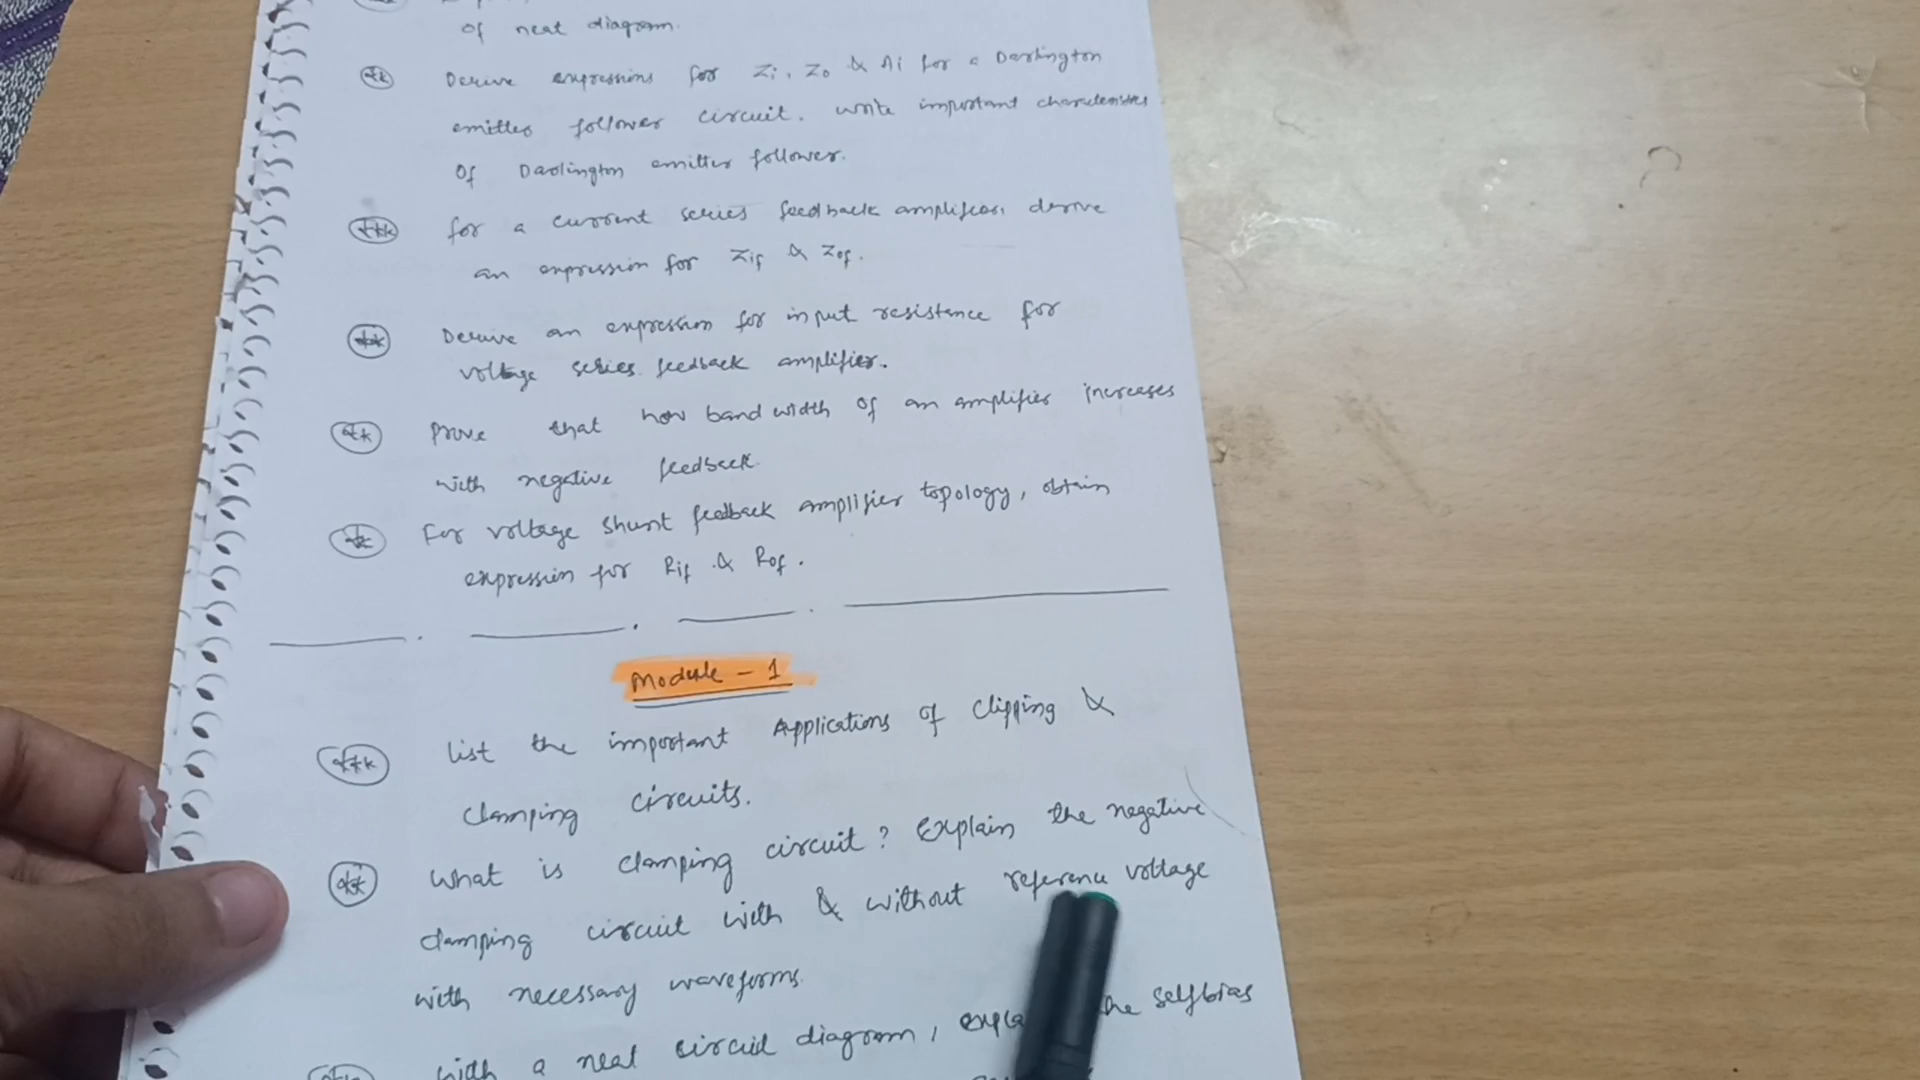 of neat diagram.
Derive expressions for Zi, Zo & Ai for a Darlington
emitter follower circuit. write important
of Darlington emitter follower.
for a current series feedback amplifier, derive
an expression for Zif & Zof.
Derive an expression for input resistance for
voltage series feedback amplifier.
Prove that how bandwidth of an amplifier increases
with negative feedback.
For voltage shunt feedback amplifier topology, obtain
expression for Rif & Rof.
Module - 1
List the important Applications of Clipping &
Clamping circuits.
What is clamping circuit? Explain the negative
clamping circuit with & without reference voltage
with necessary waveforms.
With a neat circuit diagram, the selfbias